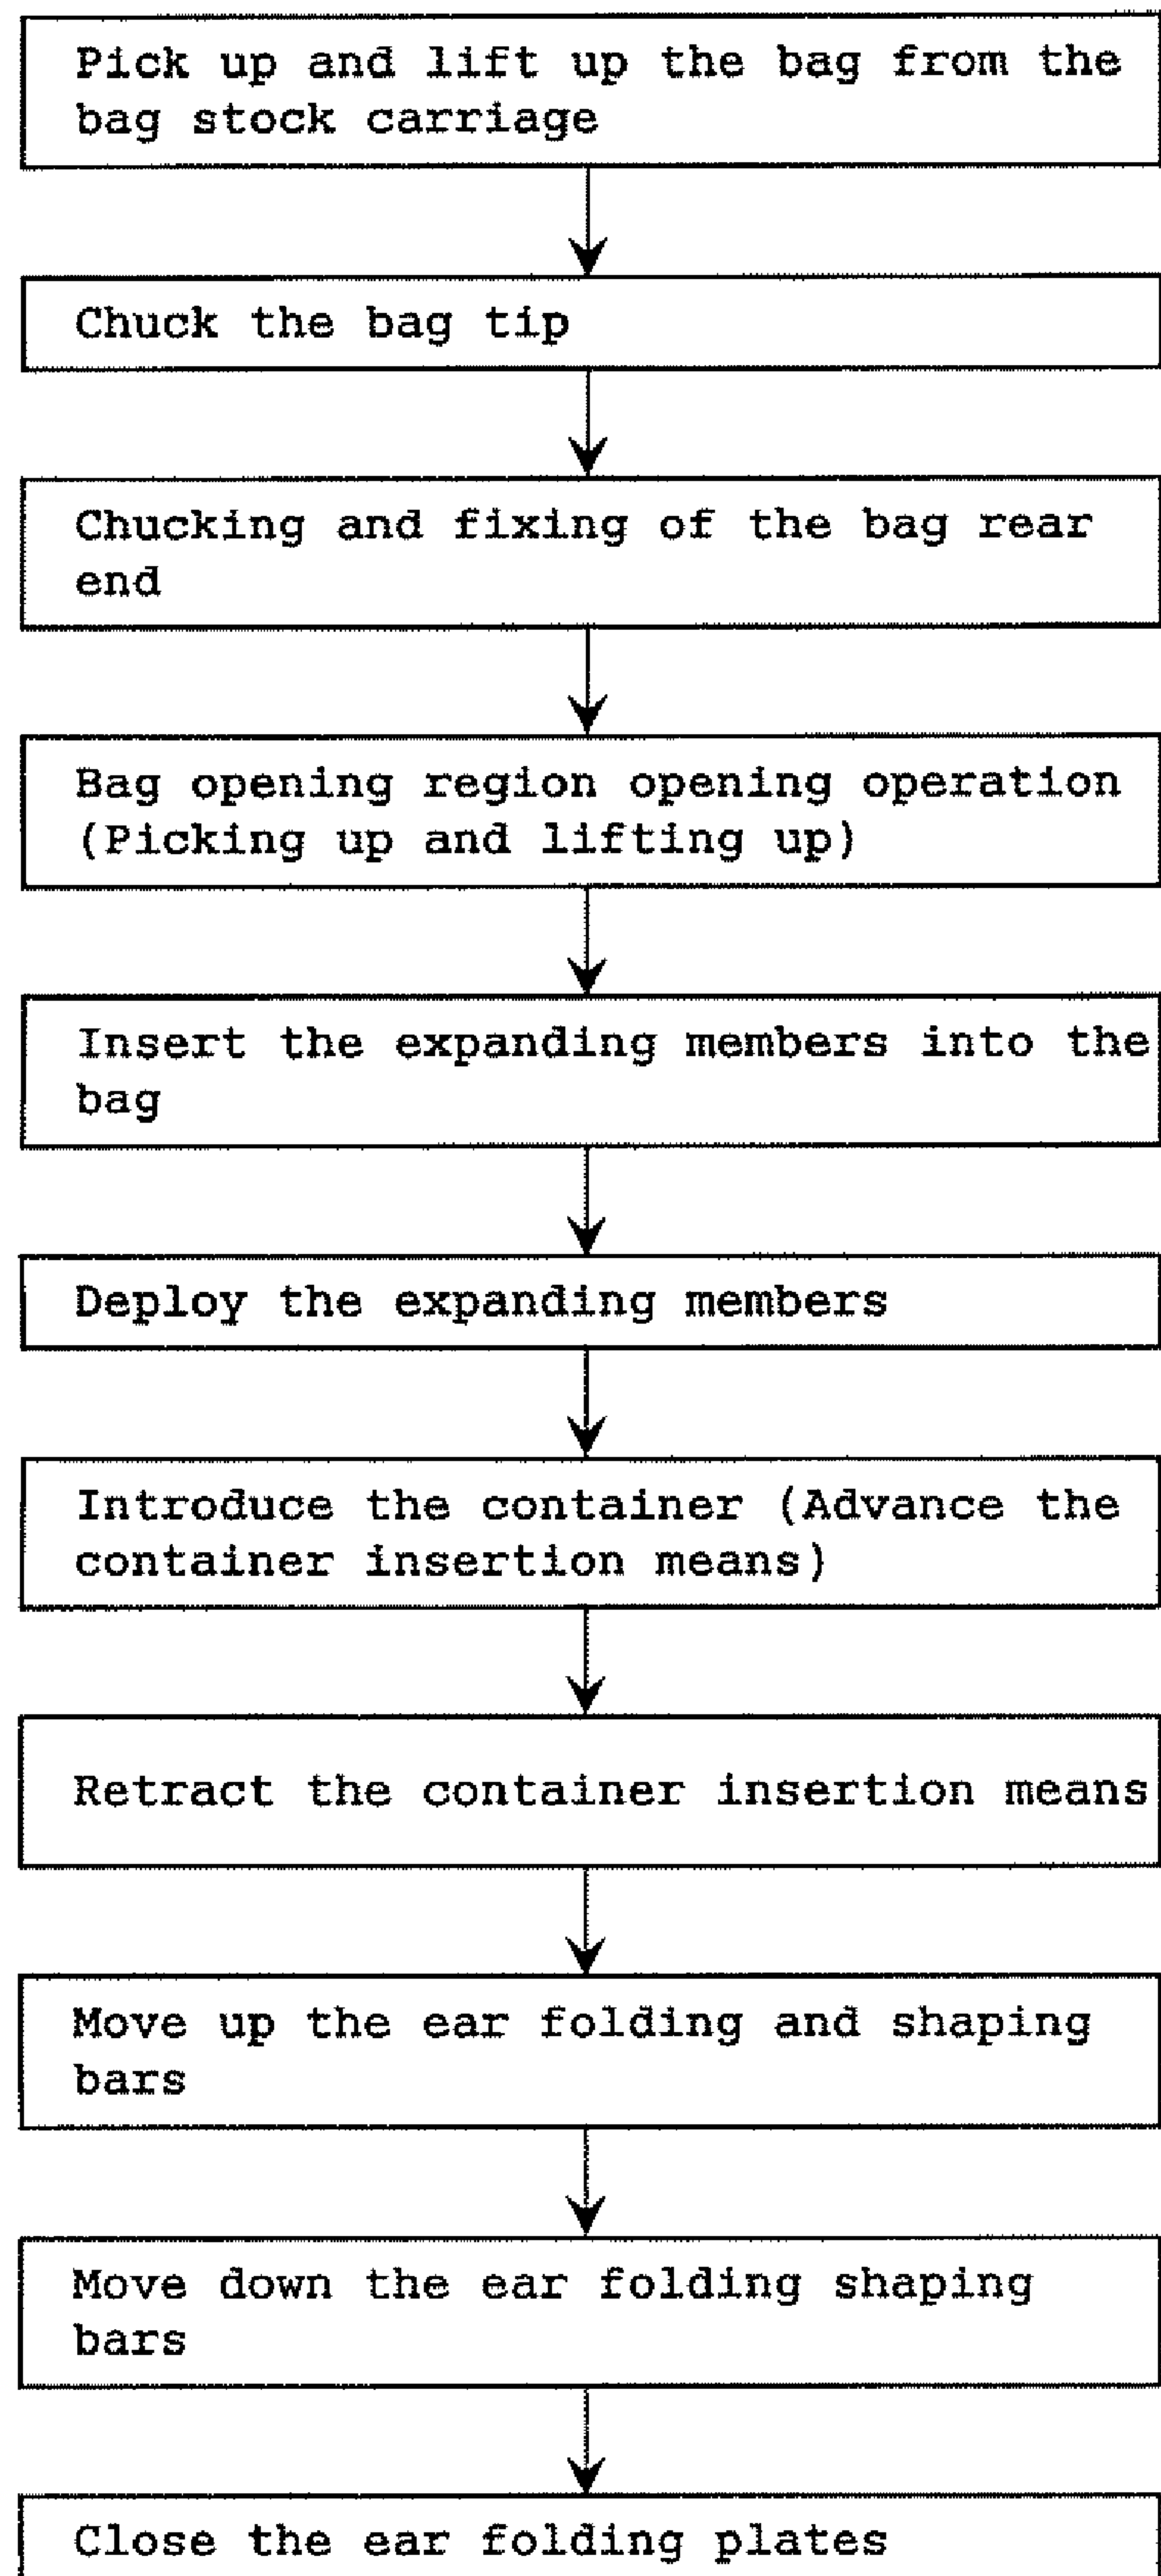 Pick up and lift up the bag from the
bag stock carriage
Chuck the bag tip
Chucking and fixing of the bag rear
end
Bag opening region opening operation
(Picking up and lifting up)
Insert the expanding members into the
bag
Deploy the expanding members
Introduce the container (Advance the
container insertion means)
Retract the container insertion means
Move up the ear folding and shaping
bars
Move down the ear folding shaping
bars
Close the ear folding plates